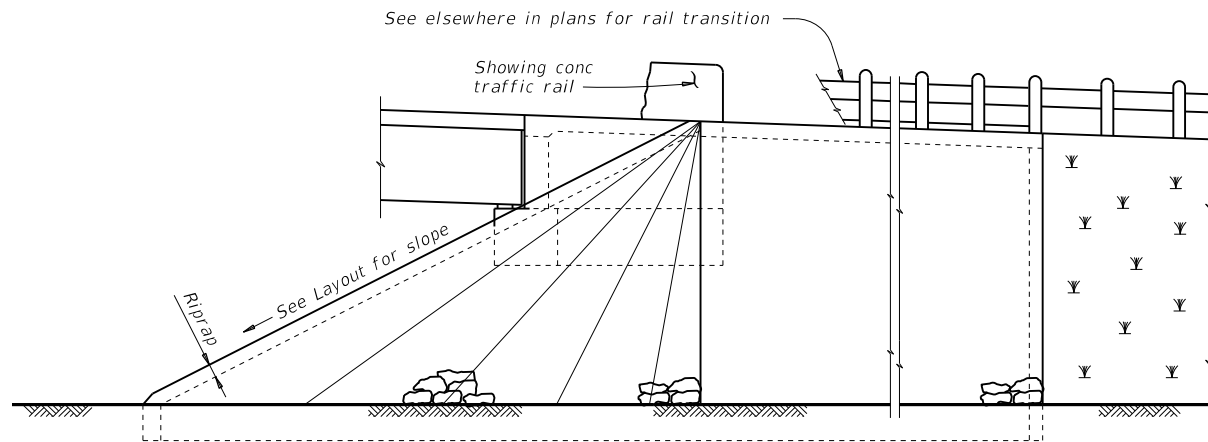 See elsewhere in plans for rail transition
Showing conc
traffic rail
See Layout for slope
Riprap